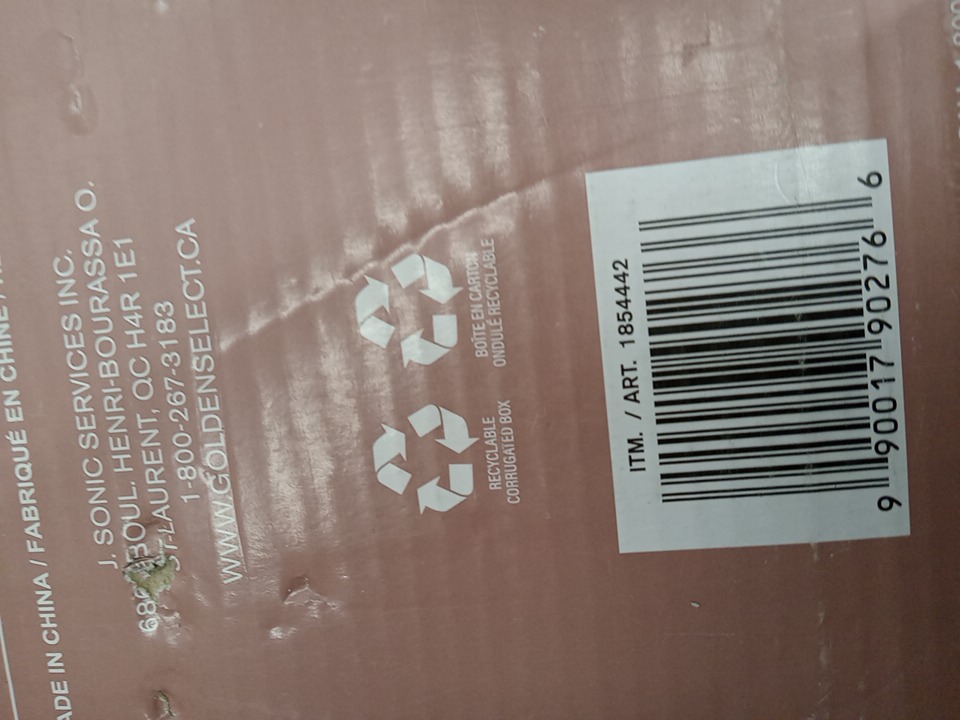 MADE IN CHINA / FABRIQUÉ EN CHINE
J. SONIC SERVICES INC.
BOUL. HENRI-BOURASSA O.
ST-LAURENT, QC H4R 1E1
1-800-267-3183
WWW.GOLDENSELECT.CA
RECYCLABLE
CORRUGATED BOX
BOÎTE EN CARTON
ONDULÉ RECYCLABLE
ITM. / ART. 1854442
9 90017 90276 6